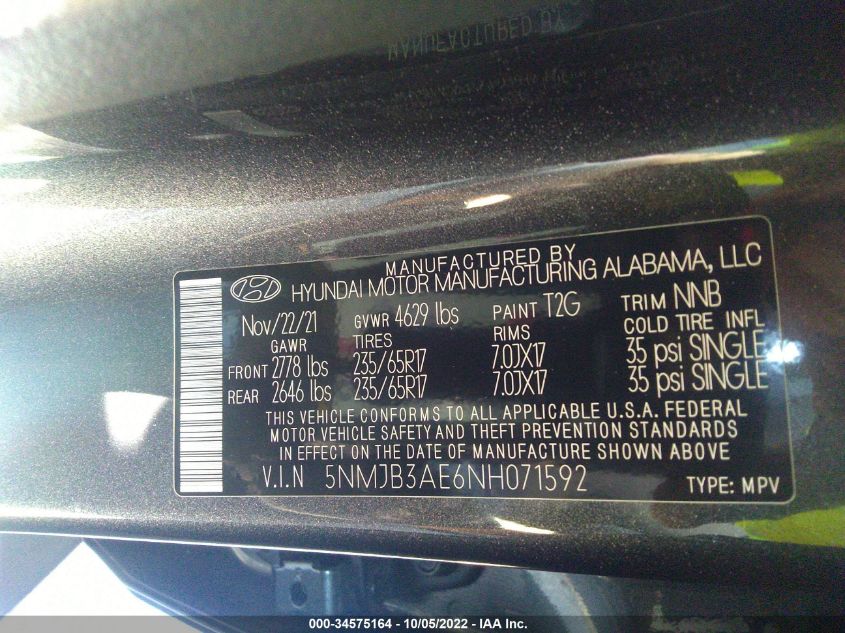 MANUFACTURED BY
MANUFACTURED BY
HYUNDAI MOTOR MANUFACTURING ALABAMA, LLC
Nov/22/21 GVWR 4629 lbs PAINT T2G TRIM NNB
GAWR TIRES RIMS COLD TIRE INFL
FRONT 2778 lbs 235/65R17 7.0JX17 35 psi SINGLE
REAR 2646 lbs 235/65R17 7.0JX17 35 psi SINGLE
THIS VEHICLE CONFORMS TO ALL APPLICABLE U.S.A. FEDERAL
MOTOR VEHICLE SAFETY AND THEFT PREVENTION STANDARDS
IN EFFECT ON THE DATE OF MANUFACTURE SHOWN ABOVE
V.I.N 5NMJB3AE6NH071592 TYPE: MPV
000-34575164 - 10/05/2022 - IAA Inc.